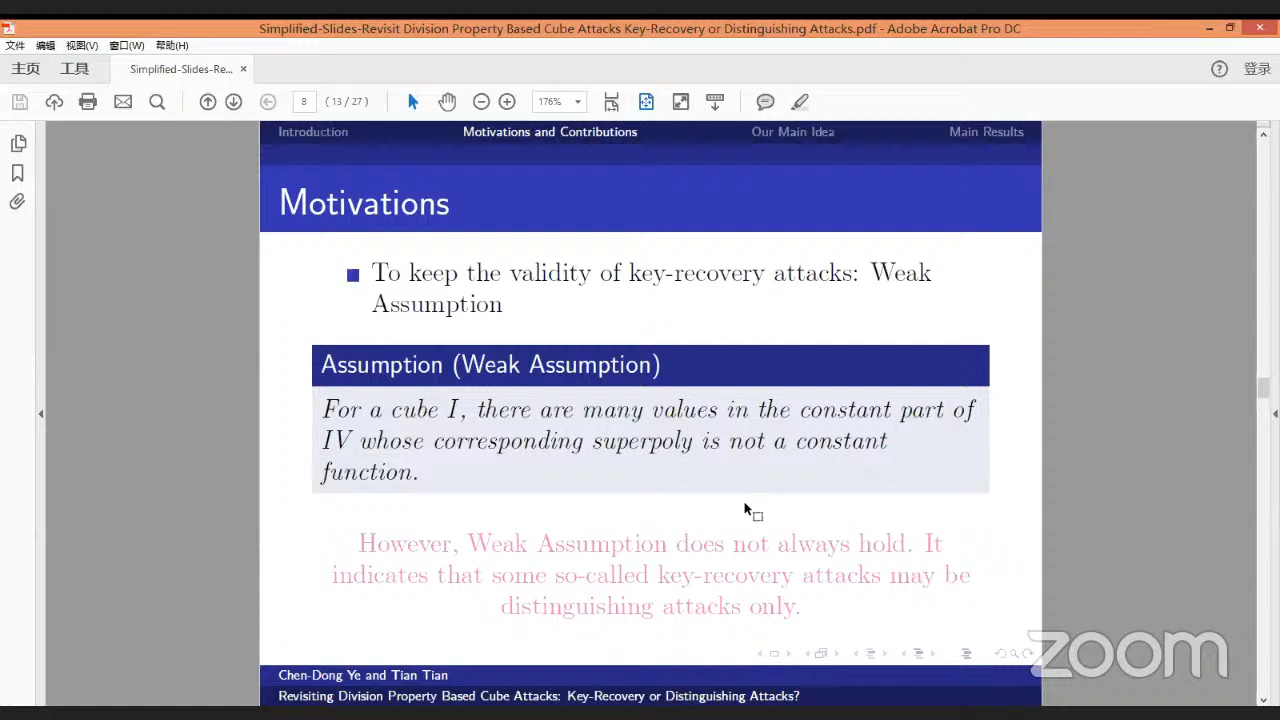 Simplified-Slides-Revisit Division Property Based Cube Attacks Key-Recovery or Distinguishing Attacks.pdf - Adobe Acrobat Pro DC
文件 编辑 视图(V) 窗口(W) 帮助(H)
主页 工具 Simplified-Slides-Re... × 登录
8 (13 / 27) 176%
Introduction Motivations and Contributions Our Main Idea Main Results
Motivations
To keep the validity of key-recovery attacks: Weak
Assumption
Assumption (Weak Assumption)
For a cube I, there are many values in the constant part of
IV whose corresponding superpoly is not a constant
function.
However, Weak Assumption does not always hold. It
indicates that some so-called key-recovery attacks may be
distinguishing attacks only.
zoom
Chen-Dong Ye and Tian Tian
Revisiting Division Property Based Cube Attacks: Key-Recovery or Distinguishing Attacks?